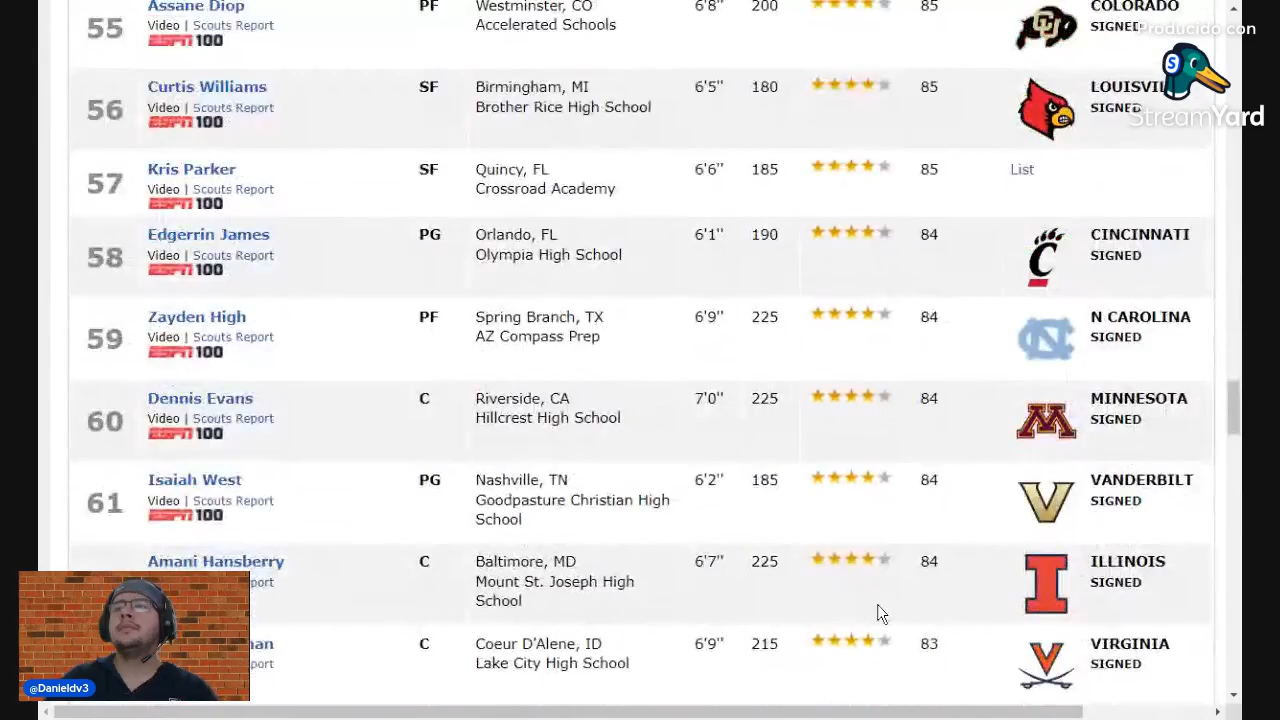 55 Assane Diop PF Westminster, CO 6'8" 200 85 COLORADO
Video | Scouts Report Accelerated Schools SIGNED
ESPN 100
Producido con
StreamYard
56 Curtis Williams SF Birmingham, MI 6'5" 180 85
Video | Scouts Report Brother Rice High School SIGNED
ESPN 100
57 Kris Parker SF Quincy, FL 6'6" 185 85 List
Video | Scouts Report Crossroad Academy
ESPN 100
58 Edgerrin James PG Orlando, FL 6'1" 190 84 CINCINNATI
Video | Scouts Report Olympia High School SIGNED
ESPN 100
59 Zayden High PF Spring Branch, TX 6'9" 225 84 N CAROLINA
Video | Scouts Report AZ Compass Prep SIGNED
ESPN 100
60 Dennis Evans C Riverside, CA 7'0" 225 84 MINNESOTA
Video | Scouts Report Hillcrest High School SIGNED
ESPN 100
61 Isaiah West PG Nashville, TN 6'2" 185 84 VANDERBILT
Video | Scouts Report Goodpasture Christian High SIGNED
ESPN 100 School
Amani Hansberry C Baltimore, MD 6'7" 225 84 ILLINOIS
port Mount St. Joseph High SIGNED
School
nan C Coeur D'Alene, ID 6'9" 215 83 VIRGINIA
port Lake City High School SIGNED
@Danieldv3